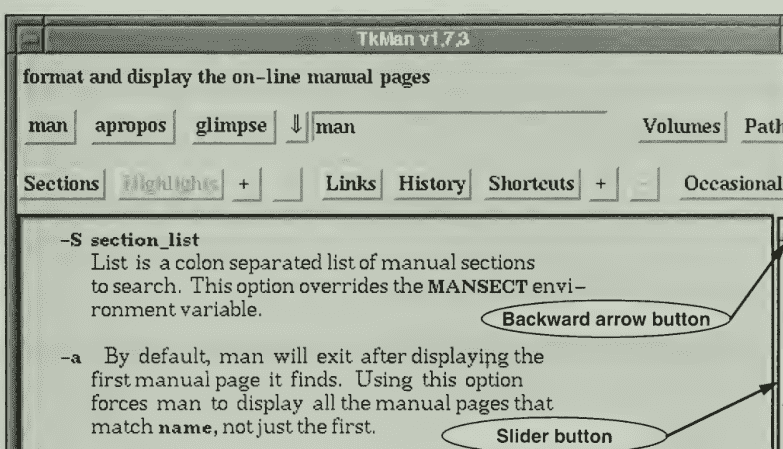 TkMan v1.7.3
format and display the on-line manual pages
man apropos glimpse ⇓ man Volumes Path
Sections Highlights + Links History Shortcuts + - Occasional
-S section_list
List is a colon separated list of manual sections
to search. This option overrides the MANSECT envi-
ronment variable.
Backward arrow button
-a By default, man will exit after displaying the
first manual page it finds. Using this option
forces man to display all the manual pages that
match name, not just the first.
Slider button